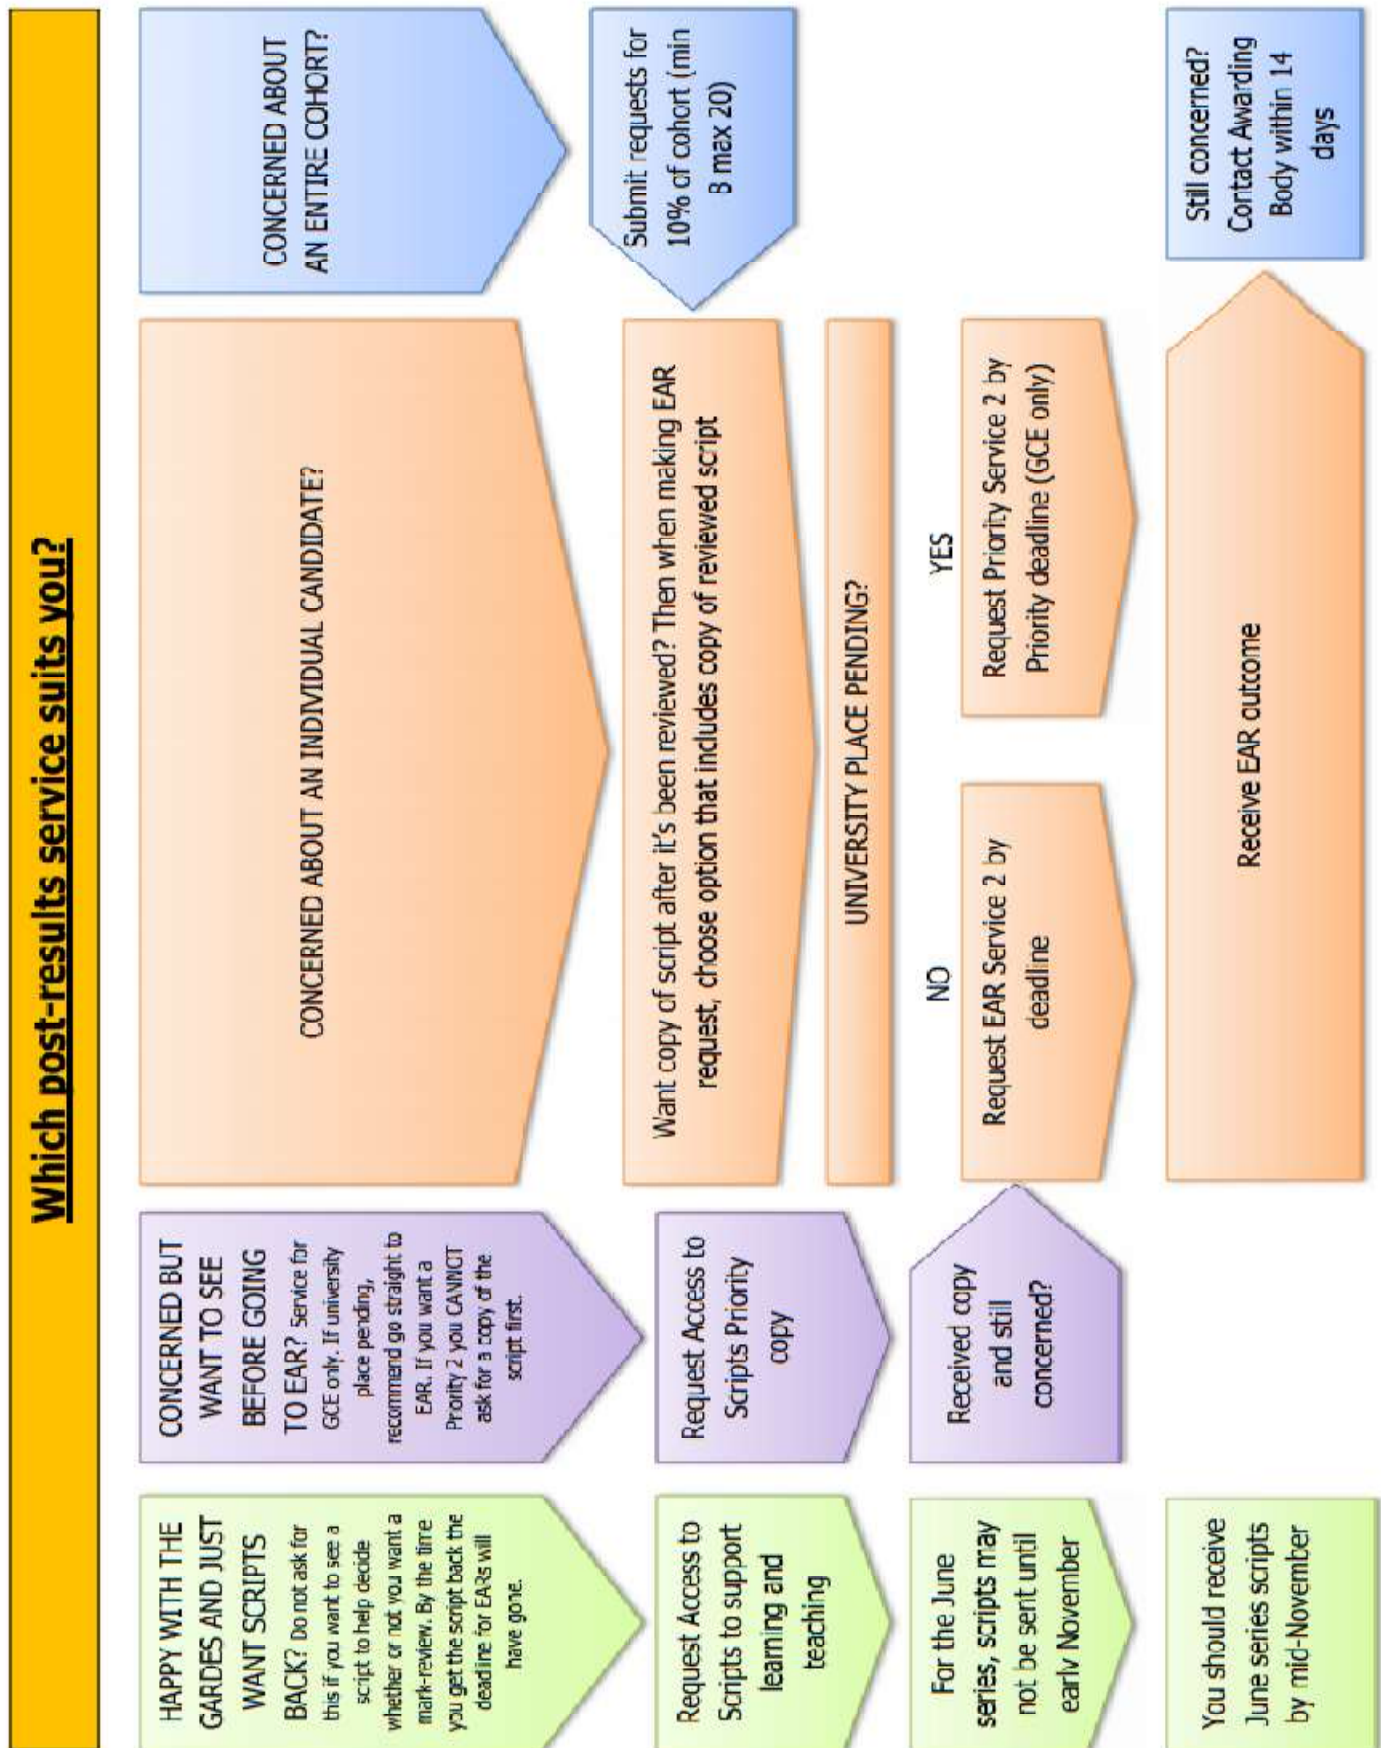 Which post-results service suits you?
HAPPY WITH THE
GARDES AND JUST
WANT SCRIPTS
BACK? Do not ask for
this if you want to see a
script to help decide
whether or not you want a
mark-review. By the time
you get the script back the
deadline for EARs will
have gone.
Request Access to
Scripts to support
learning and
teaching
For the June
series, scripts may
not be sent until
early November
You should receive
June series scripts
by mid-November
CONCERNED BUT
WANT TO SEE
BEFORE GOING
TO EAR? Service for
GCE only. If university
place pending,
recommend go straight to
EAR. If you want a
Priority 2 you CANNOT
ask for a copy of the
script first.
Request Access to
Scripts Priority
copy
Received copy
and still
concerned?
CONCERNED ABOUT AN INDIVIDUAL CANDIDATE?
Want copy of script after it's been reviewed? Then when making EAR
request, choose option that includes copy of reviewed script
UNIVERSITY PLACE PENDING?
NO
YES
Request EAR Service 2 by
deadline
Request Priority Service 2 by
Priority deadline (GCE only)
Receive EAR outcome
CONCERNED ABOUT
AN ENTIRE COHORT?
Submit requests for
10% of cohort (min
B max 20)
Still concerned?
Contact Awarding
Body within 14
days